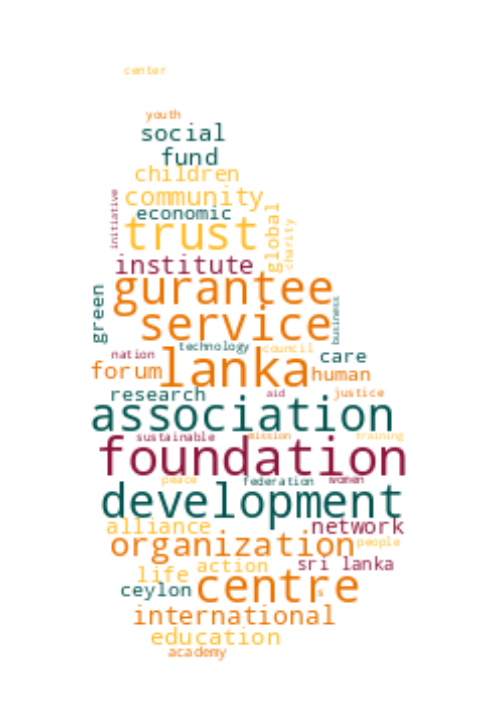 center
youth
social
fund
children
community
initiative
economic
global
charity
trust
institute
gurantee
green
service
business
technology
council
nation
care
lanka
forum
human
research
aid
justice
association
sustainable
mission
training
foundation
peace
federation
women
development
alliance
network
organization
people
action
sri lanka
life
centre
ceylon
s
international
education
academy